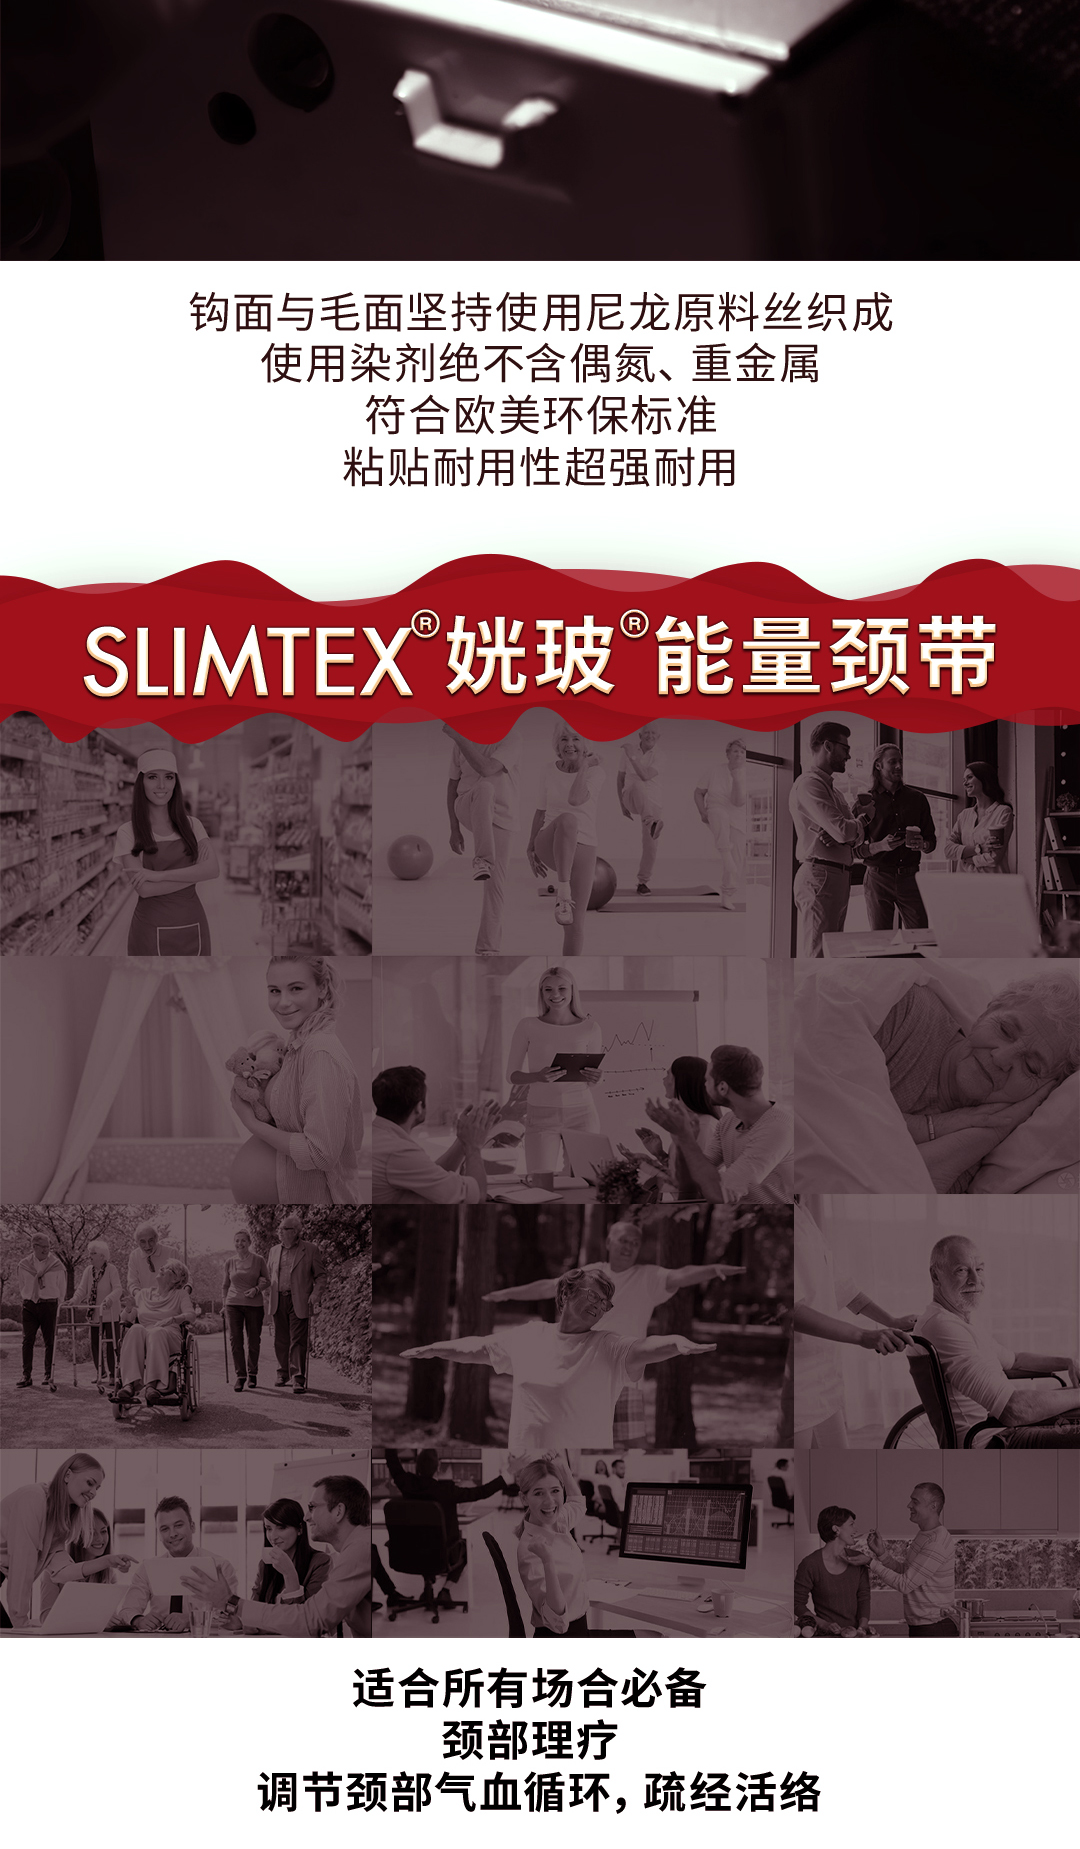 钩面与毛面坚持使用尼龙原料丝织成
使用染剂绝不含偶氮、重金属
符合欧美环保标准
粘贴耐用性超强耐用
SLIMTEX®姯玻®能量颈带
适合所有场合必备
颈部理疗
调节颈部气血循环，疏经活络